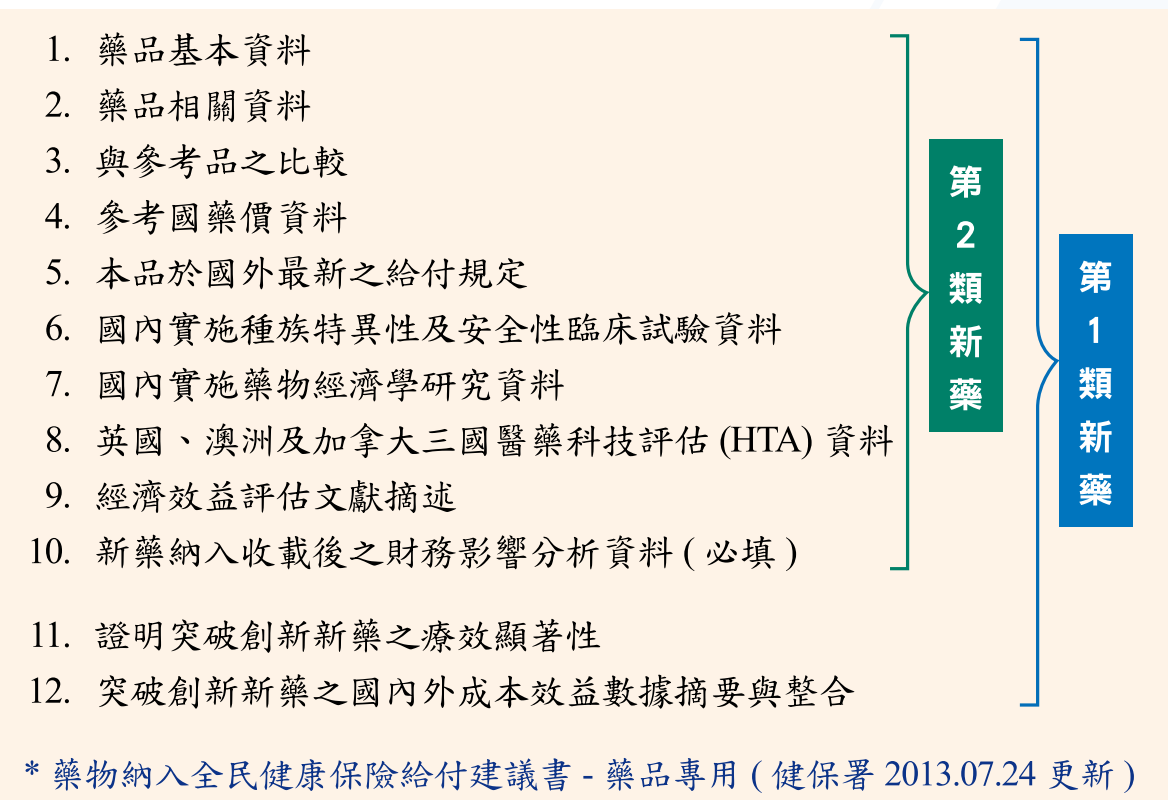 1. 藥品基本資料
2. 藥品相關資料
3. 與參考品之比較
4. 參考國藥價資料
5. 本品於國外最新之給付規定
6. 國內實施種族特異性及安全性臨床試驗資料
7. 國內實施藥物經濟學研究資料
8. 英國、澳洲及加拿大三國醫藥科技評估 (HTA) 資料
9. 經濟效益評估文獻摘述
10. 新藥納入收載後之財務影響分析資料 ( 必填 )
11. 證明突破創新新藥之療效顯著性
12. 突破創新新藥之國內外成本效益數據摘要與整合
第2類新藥
第1類新藥
* 藥物納入全民健康保險給付建議書 - 藥品專用 ( 健保署 2013.07.24 更新 )